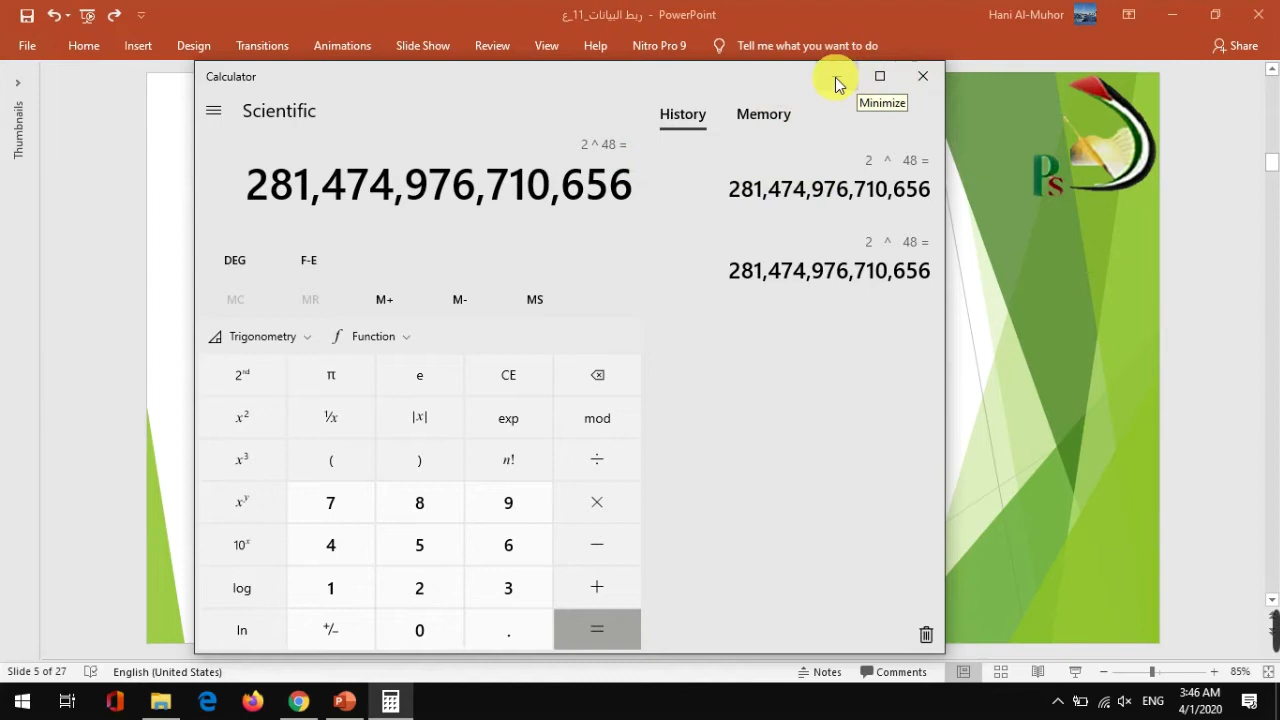 ربط البيانات_11_ع - PowerPoint
Hani Al-Muhor
File Home Insert Design Transitions Animations Slide Show Review View Help Nitro Pro 9 Tell me what you want to do Share
Thumbnails
Calculator
Minimize
Scientific
History Memory
2 ^ 48 =
281,474,976,710,656
2 ^ 48 =
281,474,976,710,656
2 ^ 48 =
281,474,976,710,656
DEG F-E
MC MR M+ M- MS
Trigonometry f Function
2nd π e CE
x² ¹/x |x| exp mod
x³ ( ) n! ÷
xʸ 7 8 9 ×
10ˣ 4 5 6 −
log 1 2 3 +
ln +/− 0 . =
Ps
Slide 5 of 27 English (United States) Notes Comments 85%
ENG 3:46 AM
4/1/2020